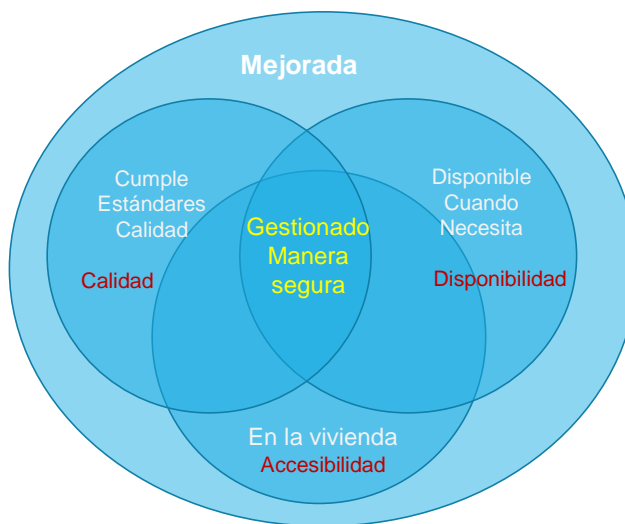 Mejorada
Cumple
Estándares
Calidad
Calidad
Gestionado
Manera
segura
Disponible
Cuando
Necesita
Disponibilidad
En la vivienda
Accesibilidad